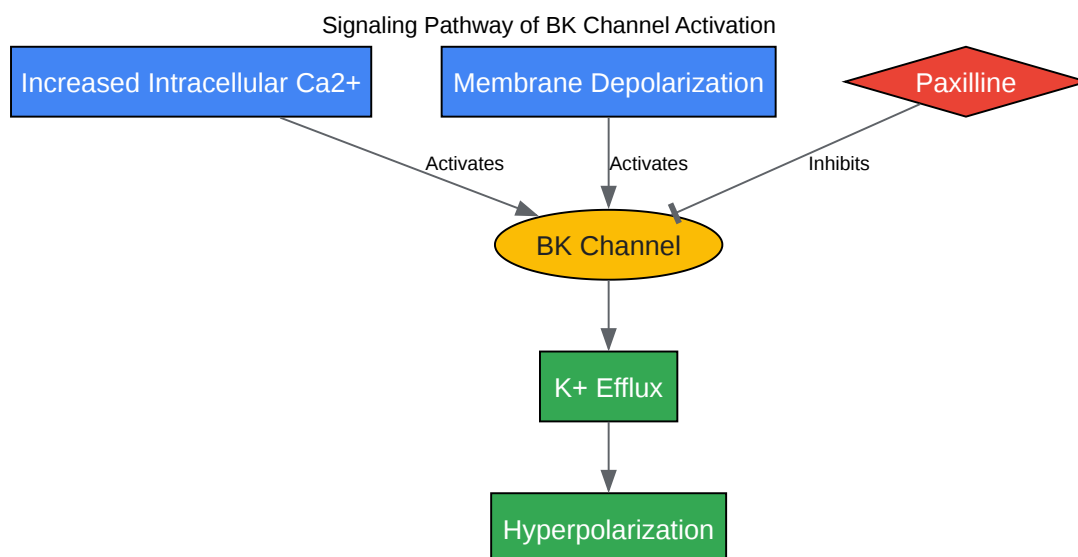 Signaling Pathway of BK Channel Activation
Increased Intracellular Ca2+
Membrane Depolarization
Paxilline
Activates
Activates
Inhibits
BK Channel
K+ Efflux
Hyperpolarization